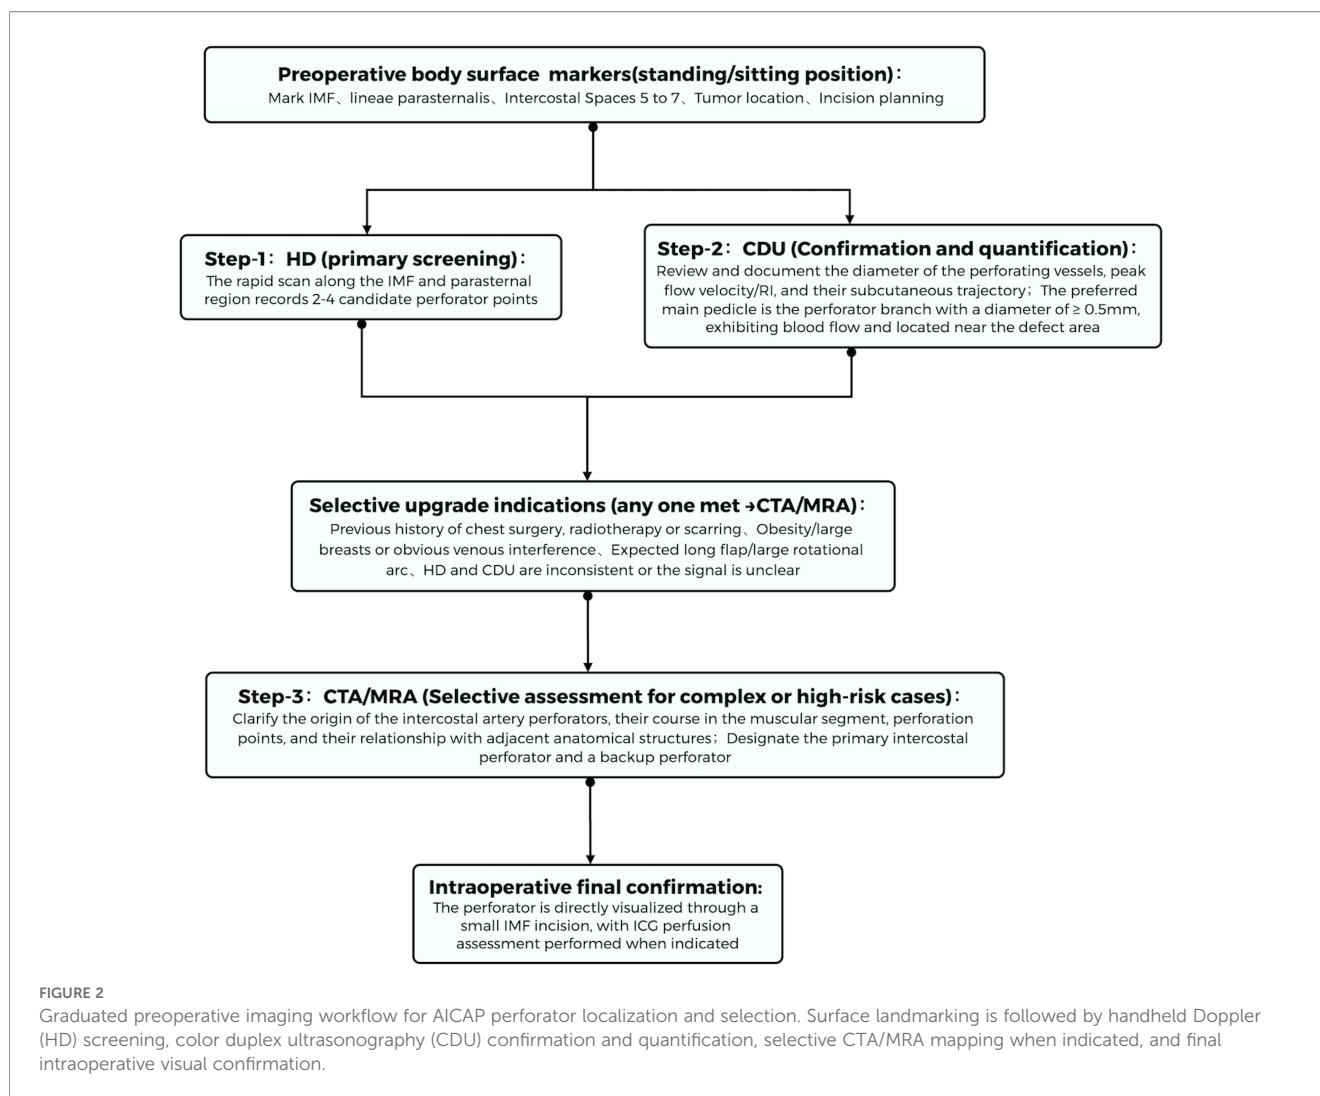 Preoperative body surface markers(standing/sitting position)：
Mark IMF、lineae parasternalis、Intercostal Spaces 5 to 7、Tumor location、Incision planning
Step-1：HD (primary screening)：
The rapid scan along the IMF and parasternal
region records 2-4 candidate perforator points
Step-2：CDU (Confirmation and quantification)：
Review and document the diameter of the perforating vessels, peak
flow velocity/RI, and their subcutaneous trajectory；The preferred
main pedicle is the perforator branch with a diameter of ≥ 0.5mm,
exhibiting blood flow and located near the defect area
Selective upgrade indications (any one met →CTA/MRA)：
Previous history of chest surgery, radiotherapy or scarring、Obesity/large
breasts or obvious venous interference、Expected long flap/large rotational
arc、HD and CDU are inconsistent or the signal is unclear
Step-3：CTA/MRA (Selective assessment for complex or high-risk cases)：
Clarify the origin of the intercostal artery perforators, their course in the muscular segment, perforation
points, and their relationship with adjacent anatomical structures；Designate the primary intercostal
perforator and a backup perforator
Intraoperative final confirmation:
The perforator is directly visualized through a
small IMF incision, with ICG perfusion
assessment performed when indicated
FIGURE 2
Graduated preoperative imaging workflow for AICAP perforator localization and selection. Surface landmarking is followed by handheld Doppler
(HD) screening, color duplex ultrasonography (CDU) confirmation and quantification, selective CTA/MRA mapping when indicated, and final
intraoperative visual confirmation.